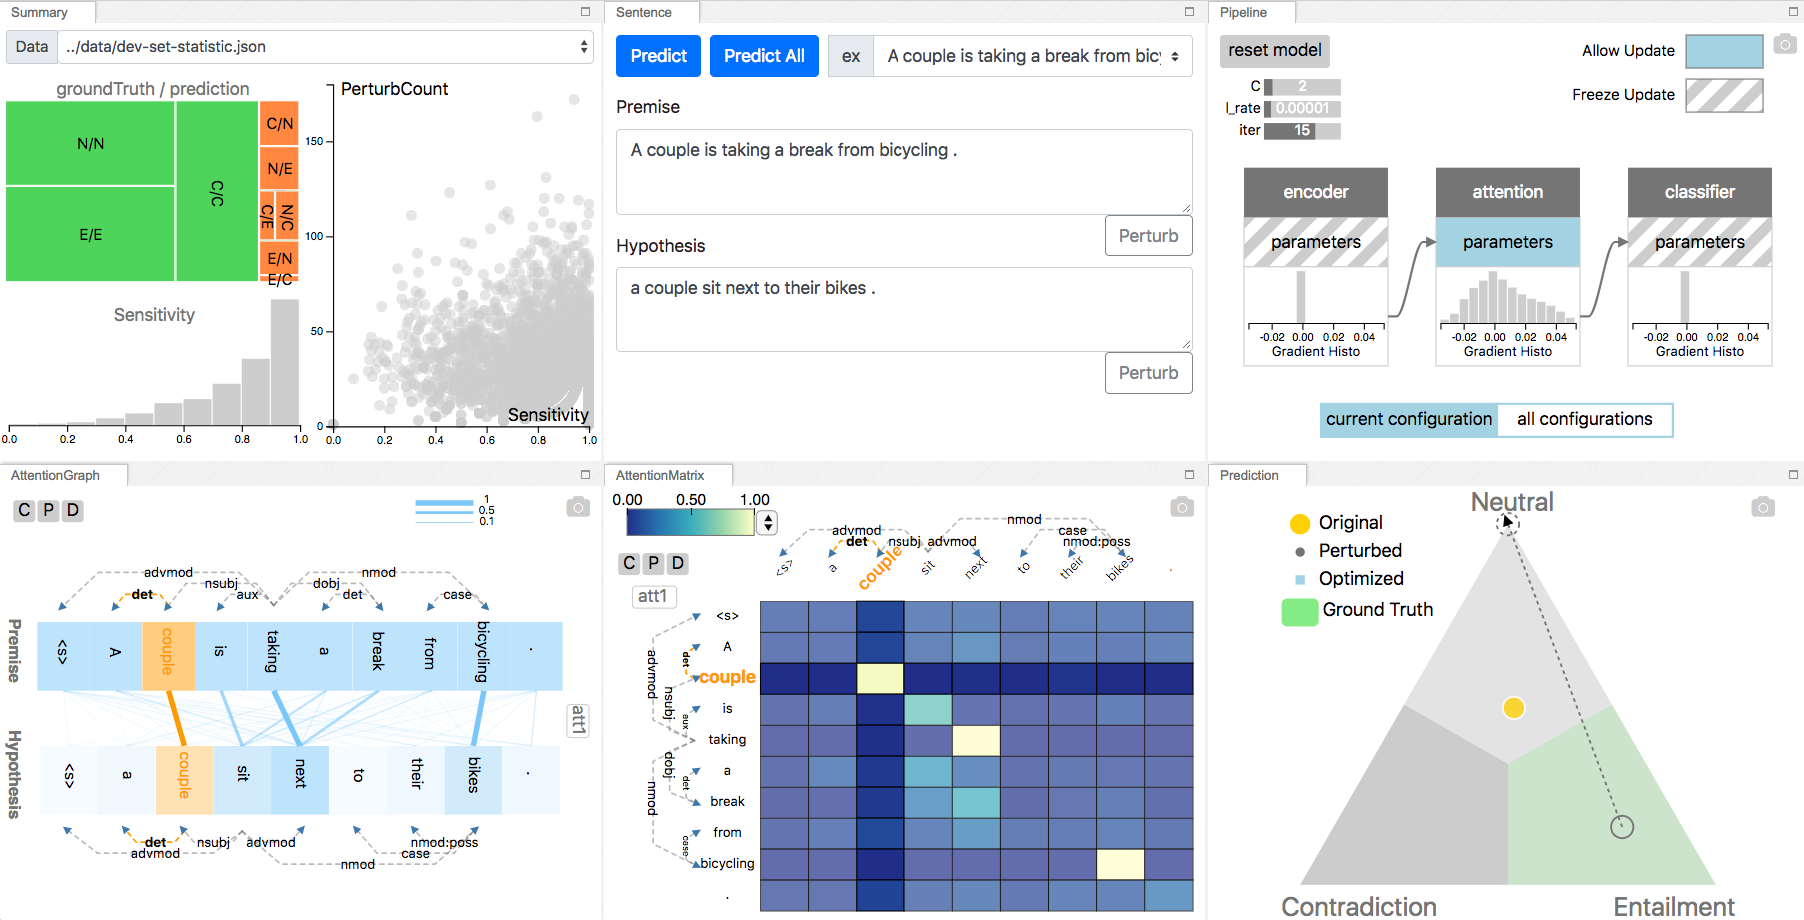 Summary
Data ../data/dev-set-statistic.json
groundTruth / prediction
N/N
E/E
C/C
C/N
N/E
C/E
N/C
E/N
E/C
Sensitivity
0.0 0.2 0.4 0.6 0.8 1.0
PerturbCount
150
100
50
0
Sensitivity
0.0 0.2 0.4 0.6 0.8 1.0
Sentence
Predict Predict All ex A couple is taking a break from bicy
Premise
A couple is taking a break from bicycling .
Perturb
Hypothesis
a couple sit next to their bikes .
Perturb
Pipeline
reset model
C 2
l_rate 0.00001
iter 15
Allow Update
Freeze Update
encoder attention classifier
parameters parameters parameters
-0.02 0.00 0.02 0.04 -0.02 0.00 0.02 0.04 -0.02 0.00 0.02 0.04
Gradient Histo Gradient Histo Gradient Histo
current configuration all configurations
AttentionGraph
C P D
1
0.5
0.1
advmod nmod
nsubj dobj
det aux det case
Premise
<s> A couple is taking a break from bicycling .
att1
Hypothesis
<s> a couple sit next to their bikes .
det nsubj advmod nmod:poss
advmod case
nmod
AttentionMatrix
0.00 0.50 1.00
C P D
att1
nmod
advmod case
det nsubj advmod nmod:poss
<s> a couple sit next to their bikes .
<s>
A
couple
is
taking
a
break
from
bicycling
.
advmod
det
nsubj
aux
dobj
det
nmod
case
Prediction
Neutral
Original
Perturbed
Optimized
Ground Truth
Contradiction Entailment